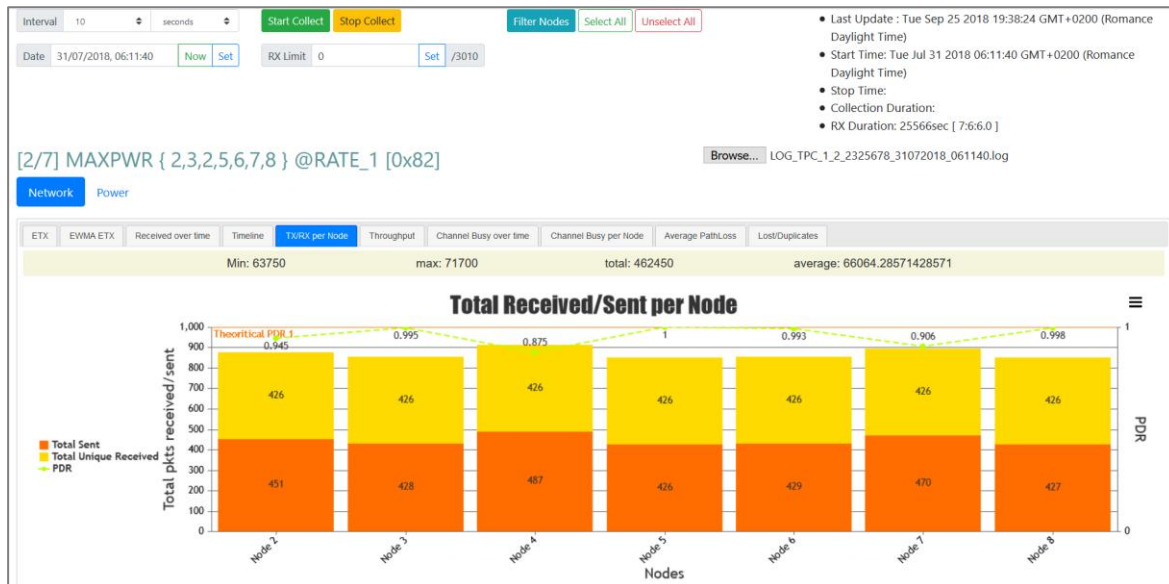 Interval 10 seconds Start Collect Stop Collect Filter Nodes Select All Unselect All
Date 31/07/2018, 06:11:40 Now Set RX Limit 0 Set /3010
Last Update : Tue Sep 25 2018 19:38:24 GMT+0200 (Romance
Daylight Time)
Start Time: Tue Jul 31 2018 06:11:40 GMT+0200 (Romance
Daylight Time)
Stop Time:
Collection Duration:
RX Duration: 25566sec [ 7:6:6.0 ]
[2/7] MAXPWR { 2,3,2,5,6,7,8 } @RATE_1 [0x82]
Browse... LOG_TPC_1_2_2325678_31072018_061140.log
Network Power
ETX EWMA ETX Received over time Timeline TX/RX per Node Throughput Channel Busy over time Channel Busy per Node Average PathLoss Lost/Duplicates
Min: 63750 max: 71700 total: 462450 average: 66064.28571428571
Total Received/Sent per Node
Theoritical PDR 1
0.945 0.995 0.875 1 0.993 0.906 0.998
426 426 426 426 426 426 426
451 428 487 426 429 470 427
1,000
900
800
700
600
500
400
300
200
100
0
Total pkts received/sent
Total Sent
Total Unique Received
PDR
1
0
PDR
Node 2 Node 3 Node 4 Node 5 Node 6 Node 7 Node 8
Nodes